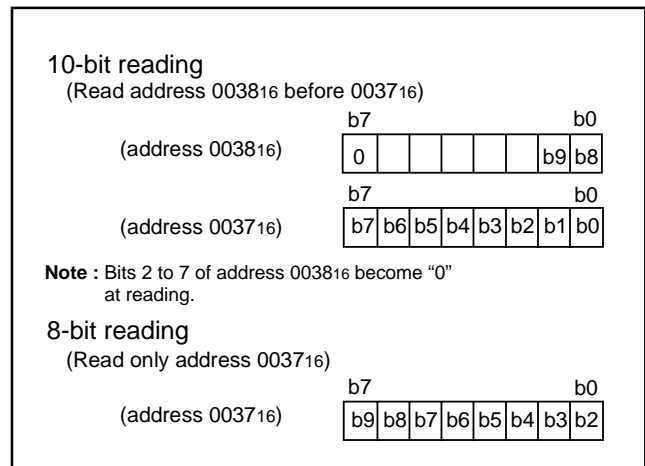 10-bit reading
(Read address 003816 before 003716)
b7 b0
(address 003816) 0 b9 b8
b7 b0
(address 003716) b7 b6 b5 b4 b3 b2 b1 b0
Note : Bits 2 to 7 of address 003816 become “0”
at reading.
8-bit reading
(Read only address 003716)
b7 b0
(address 003716) b9 b8 b7 b6 b5 b4 b3 b2